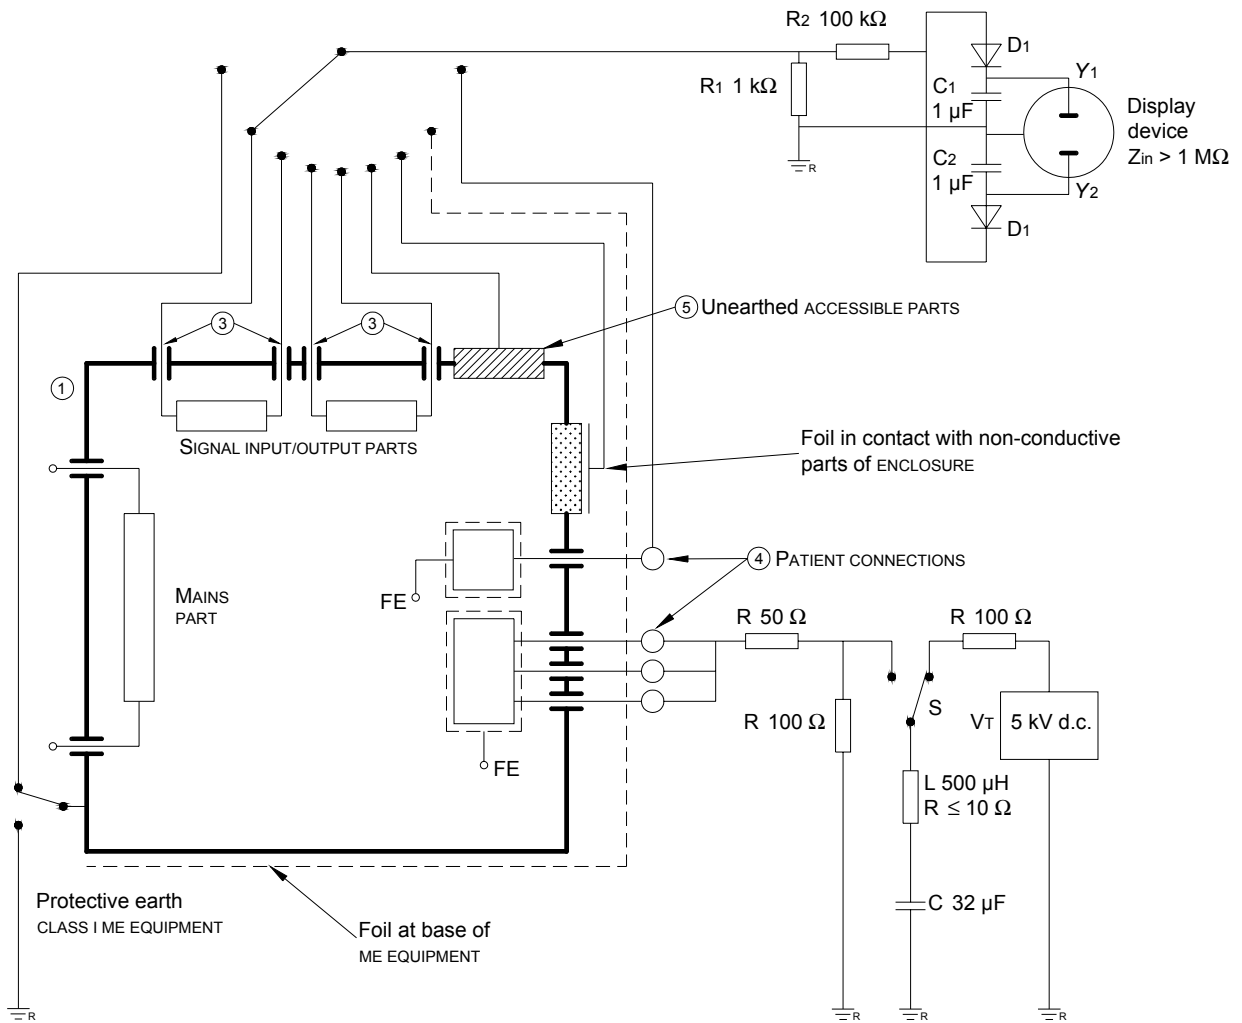 R2 100 kΩ
D1
R1 1 kΩ
C1
1 µF
Y1
Display
device
Zin > 1 MΩ
C2
1 µF
Y2
D1
R
3
3
5 Unearthed ACCESSIBLE PARTS
1
SIGNAL INPUT/OUTPUT PARTS
Foil in contact with non-conductive
parts of ENCLOSURE
4 PATIENT CONNECTIONS
FE
MAINS
PART
R 50 Ω
R 100 Ω
S
R 100 Ω
VT 5 kV d.c.
FE
L 500 µH
R ≤ 10 Ω
C 32 µF
Protective earth
CLASS I ME EQUIPMENT
Foil at base of
ME EQUIPMENT
R
R
R
R